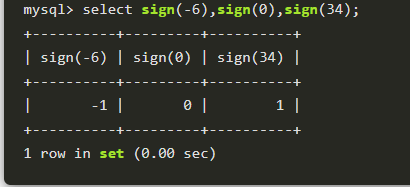 mysql> select sign(-6),sign(0),sign(34);
+----------+---------+----------+
| sign(-6) | sign(0) | sign(34) |
+----------+---------+----------+
|       -1 |       0 |        1 |
+----------+---------+----------+
1 row in set (0.00 sec)